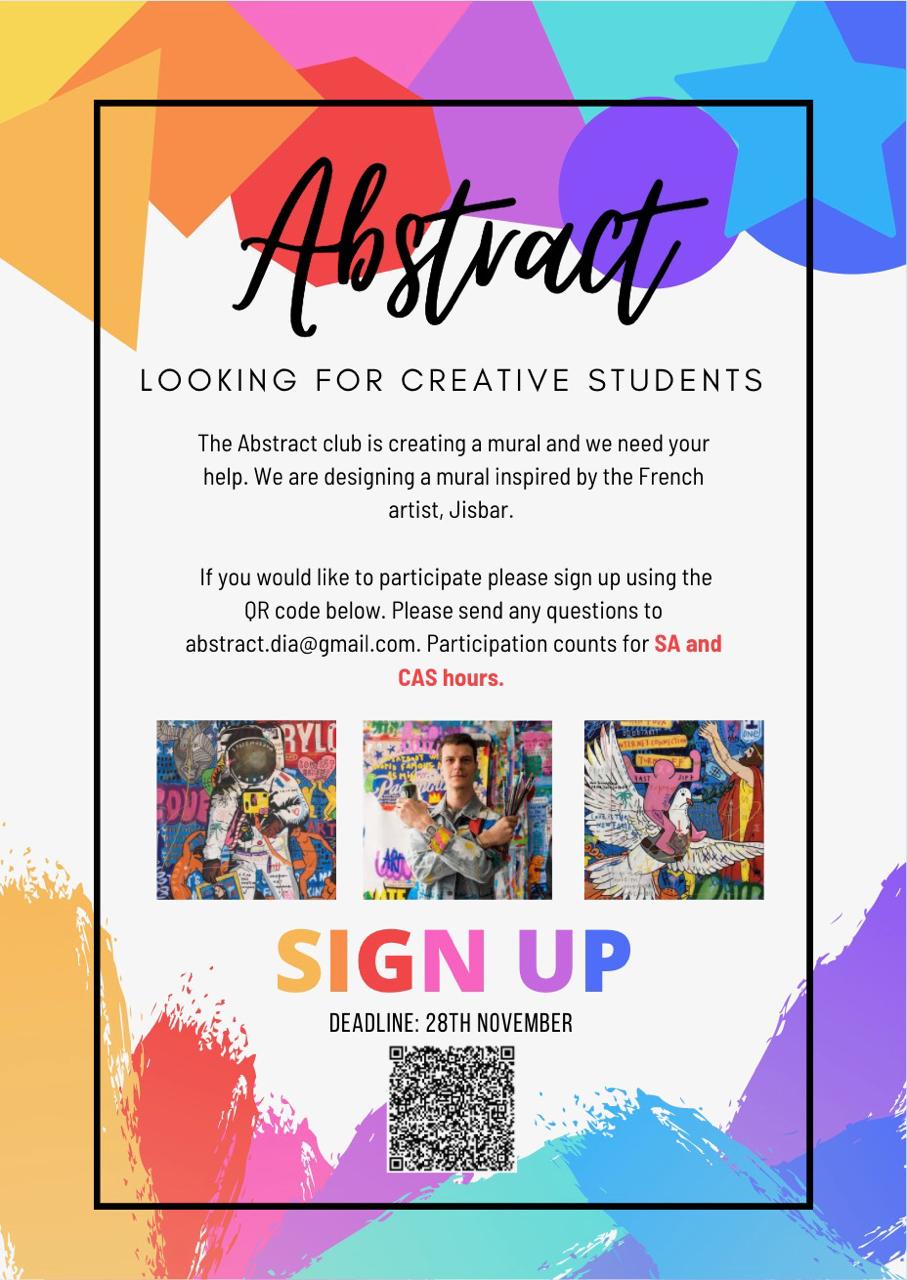 Abstract
LOOKING FOR CREATIVE STUDENTS
The Abstract club is creating a mural and we need your
help. We are designing a mural inspired by the French
artist, Jisbar.
If you would like to participate please sign up using the
QR code below. Please send any questions to
abstract.dia@gmail.com. Participation counts for SA and
CAS hours.
SIGN UP
DEADLINE: 28TH NOVEMBER